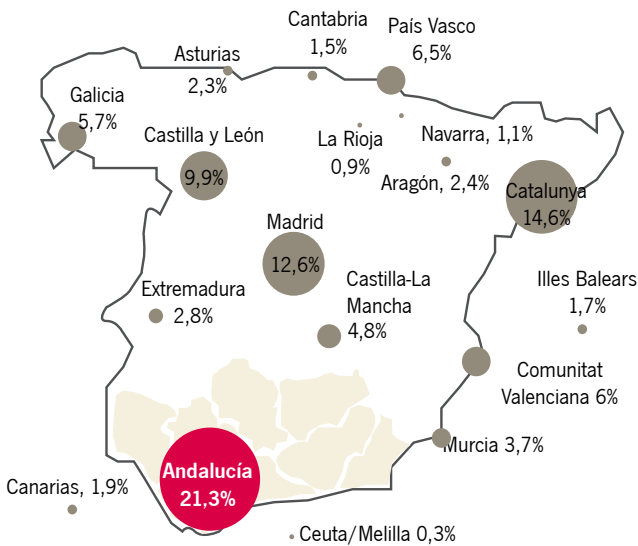 Cantabria
1,5%
País Vasco
6,5%
Asturias
2,3%
Galicia
5,7%
Castilla y León
9,9%
La Rioja
0,9%
Navarra, 1,1%
Aragón, 2,4%
Catalunya
14,6%
Madrid
12,6%
Extremadura
2,8%
Castilla-La
Mancha
4,8%
Illes Balears
1,7%
Comunitat
Valenciana 6%
Murcia 3,7%
Andalucía
21,3%
Canarias, 1,9%
Ceuta/Melilla 0,3%